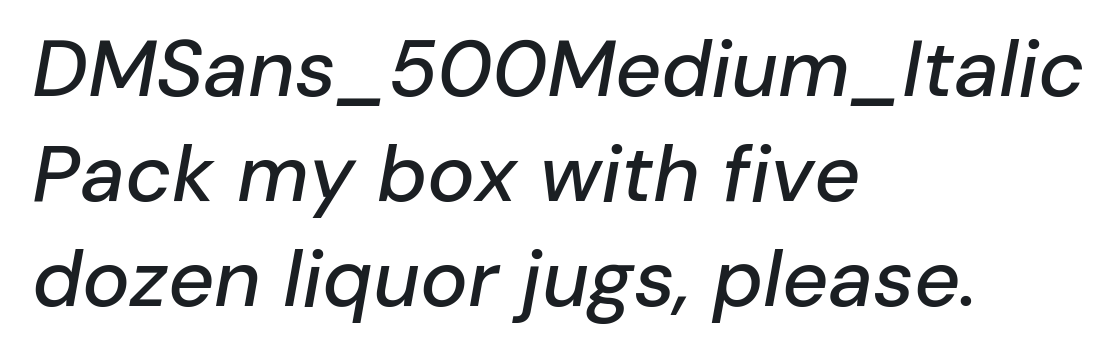 DMSans_500Medium_Italic
Pack my box with five
dozen liquor jugs, please.